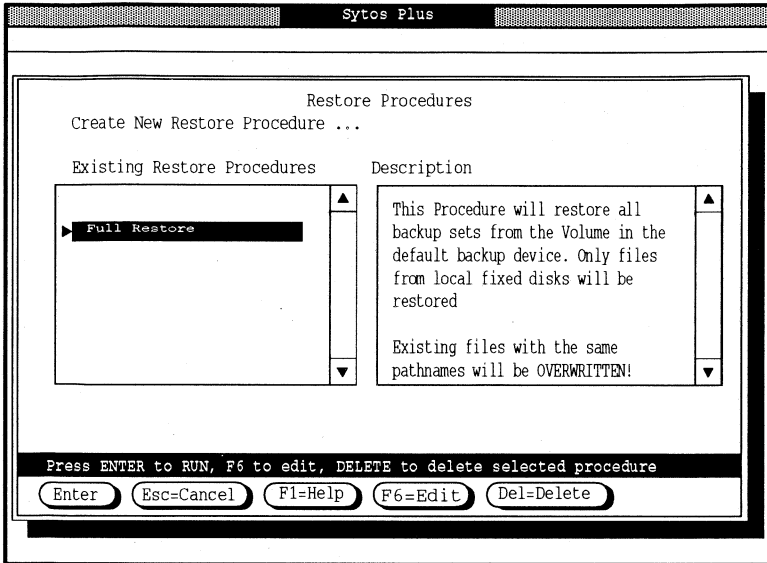 Sytos Plus
Restore Procedures
Create New Restore Procedure ...
Existing Restore Procedures
Full Restore
Description
This Procedure will restore all
backup sets from the Volume in the
default backup device. Only files
from local fixed disks will be
restored
Existing files with the same
pathnames will be OVERWRITTEN!
Press ENTER to RUN, F6 to edit, DELETE to delete selected procedure
Enter Esc=Cancel F1=Help F6=Edit Del=Delete